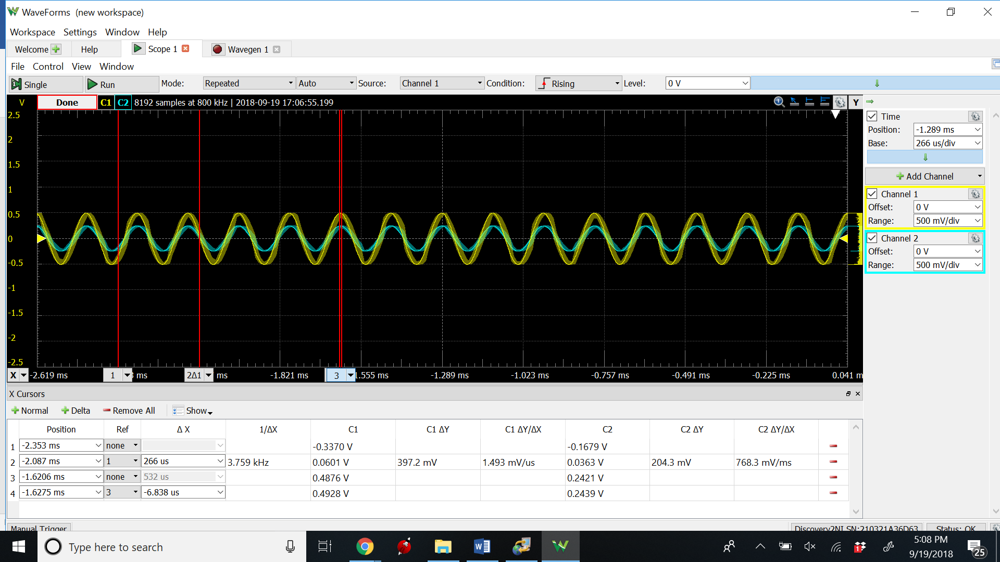 WaveForms (new workspace)
Workspace Settings Window Help
Welcome Help Scope 1 Wavegen 1
File Control View Window
Single Run Mode: Repeated Auto Source: Channel 1 Condition: Rising Level: 0 V
V Done C1 C2 8192 samples at 800 kHz | 2018-09-19 17:06:55.199 Y
2.5
2
1.5
1
0.5
0
-0.5
-1
-1.5
-2
-2.5
X -2.619 ms 1 ms 2Δ1 ms -1.821 ms 3 1.555 ms -1.289 ms -1.023 ms -0.757 ms -0.491 ms -0.225 ms 0.041 m
Time
Position: -1.289 ms
Base: 266 us/div
Add Channel
Channel 1
Offset: 0 V
Range: 500 mV/div
Channel 2
Offset: 0 V
Range: 500 mV/div
X Cursors
Normal Delta Remove All Show
Position Ref Δ X 1/ΔX C1 C1 ΔY C1 ΔY/ΔX C2 C2 ΔY C2 ΔY/ΔX
1 -2.353 ms none -0.3370 V -0.1679 V
2 -2.087 ms 1 266 us 3.759 kHz 0.0601 V 397.2 mV 1.493 mV/us 0.0363 V 204.3 mV 768.3 mV/ms
3 -1.6206 ms none 532 us 0.4876 V 0.2421 V
4 -1.6275 ms 3 -6.838 us 0.4928 V 0.2439 V
Manual Trigger Discovery2NI SN:210321A36D63 Status: OK
Type here to search
5:08 PM
9/19/2018
1
25